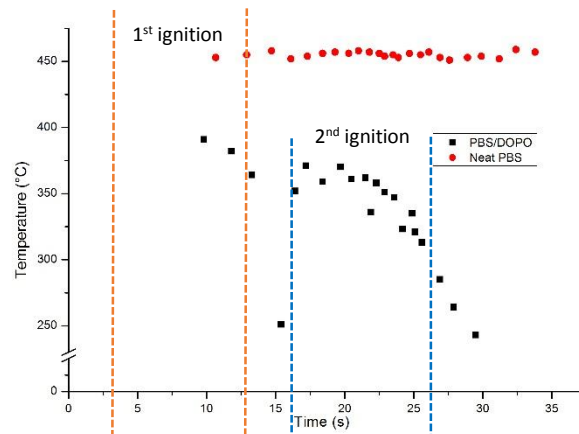 1st ignition
2nd ignition
PBS/DOPO
Neat PBS
Temperature (°C)
450
400
350
300
250
0
0
5
10
15
20
25
30
35
Time (s)